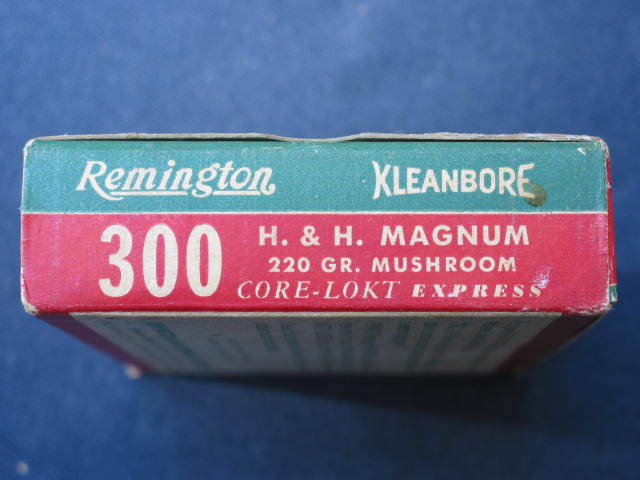 Remington KLEANBORE
300 H. & H. MAGNUM
220 GR. MUSHROOM
CORE-LOKT EXPRESS